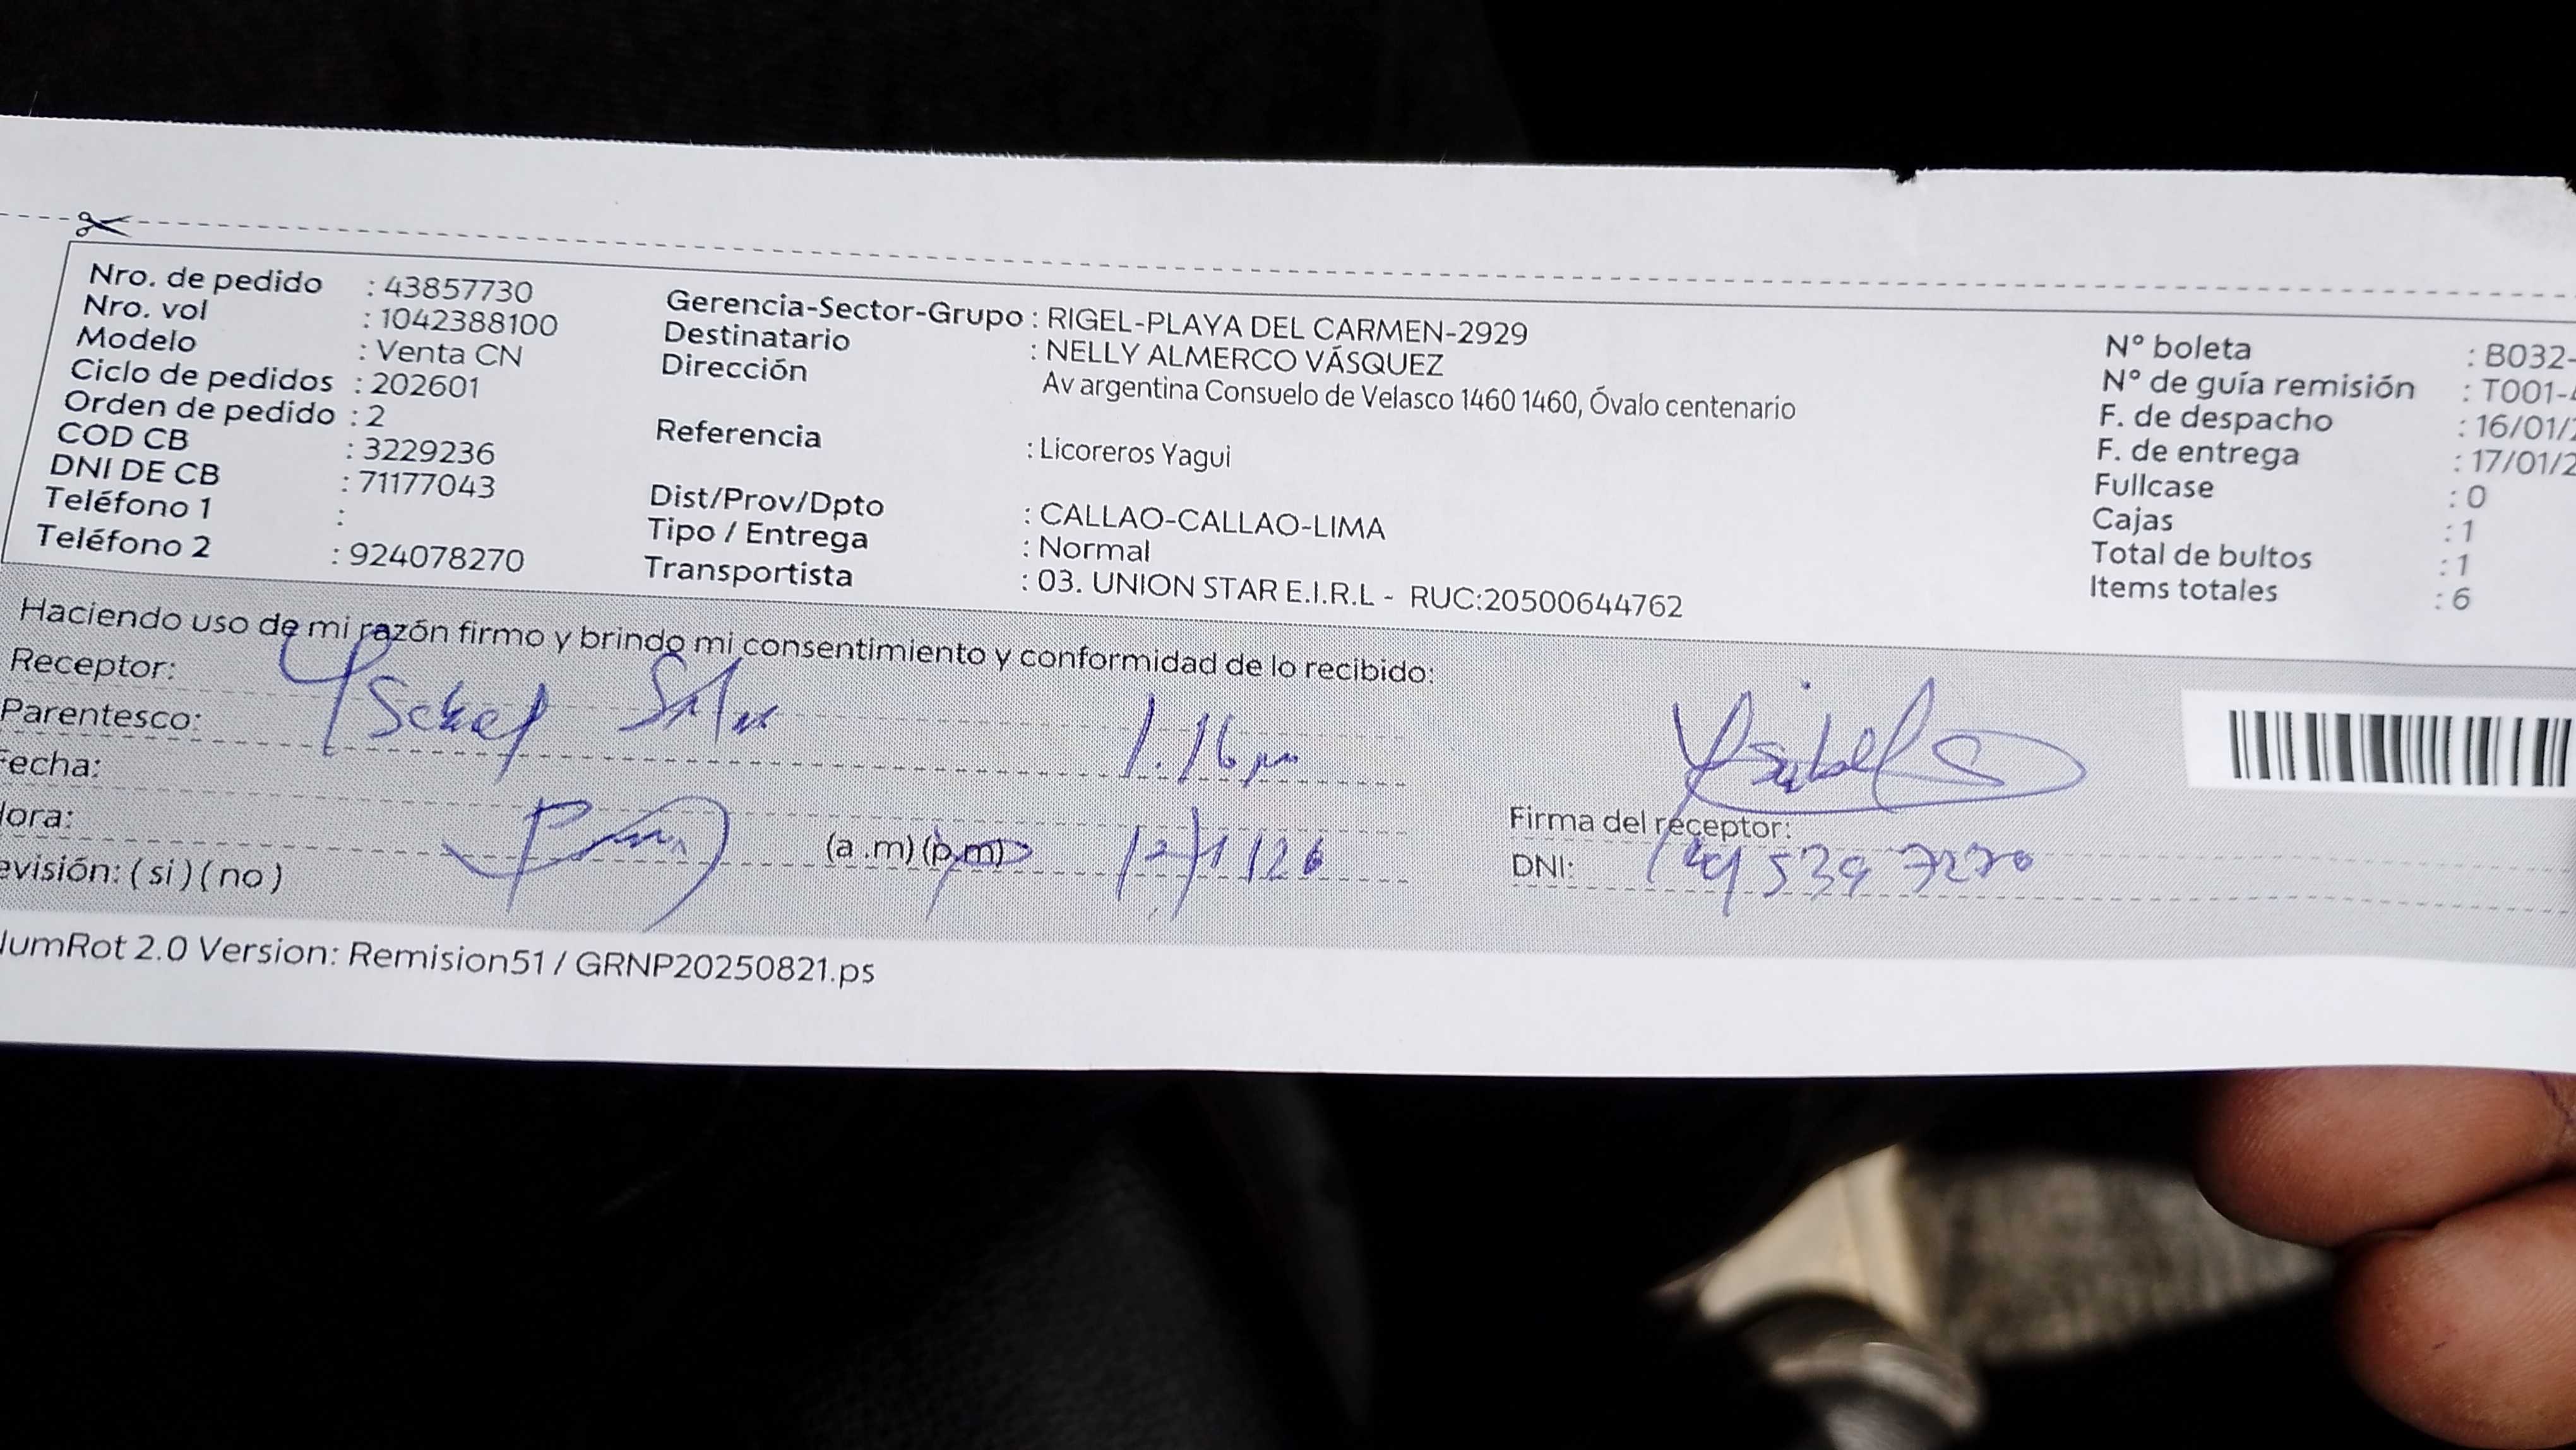 Nro. de pedido : 43857730
Nro. vol : 1042388100
Modelo : Venta CN
Ciclo de pedidos : 202601
Orden de pedido : 2
COD CB : 3229236
DNI DE CB : 71177043
Teléfono 1 :
Teléfono 2 : 924078270
Gerencia-Sector-Grupo : RIGEL-PLAYA DEL CARMEN-2929
Destinatario : NELLY ALMERCO VÁSQUEZ
Dirección Av argentina Consuelo de Velasco 1460 1460, Óvalo centenario
Referencia : Licoreros Yagui
Dist/Prov/Dpto : CALLAO-CALLAO-LIMA
Tipo / Entrega : Normal
Transportista : 03. UNION STAR E.I.R.L - RUC:20500644762
N° boleta : B032-
N° de guía remisión : T001-
F. de despacho : 16/01/
F. de entrega : 17/01/2
Fullcase : 0
Cajas : 1
Total de bultos : 1
Items totales : 6
Haciendo uso de mi razón firmo y brindo mi consentimiento y conformidad de lo recibido:
Receptor:
Parentesco: 1.16 pm
Fecha:
Hora: (a .m) (p.m)
evisión: ( si ) ( no )
Ysabel
Firma del receptor:
DNI:
umRot 2.0 Version: Remision51 / GRNP20250821.ps